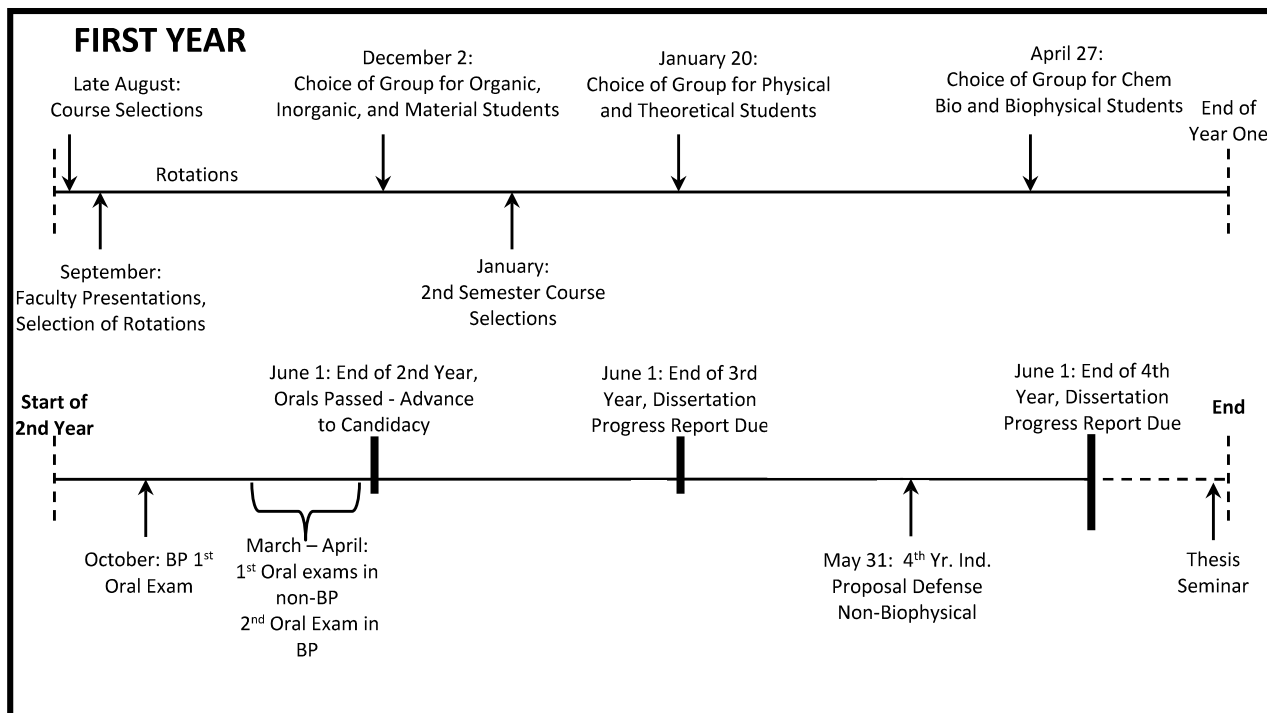 FIRST YEAR
Late August:
Course Selections
December 2:
Choice of Group for Organic,
Inorganic, and Material Students
January 20:
Choice of Group for Physical
and Theoretical Students
April 27:
Choice of Group for Chem
Bio and Biophysical Students
End of
Year One
Rotations
September:
Faculty Presentations,
Selection of Rotations
January:
2nd Semester Course
Selections
Start of
2nd Year
June 1: End of 2nd Year,
Orals Passed - Advance
to Candidacy
June 1: End of 3rd
Year, Dissertation
Progress Report Due
June 1: End of 4th
Year, Dissertation
Progress Report Due
End
October: BP 1st
Oral Exam
March – April:
1st Oral exams in
non-BP
2nd Oral Exam in
BP
May 31: 4th Yr. Ind.
Proposal Defense
Non-Biophysical
Thesis
Seminar